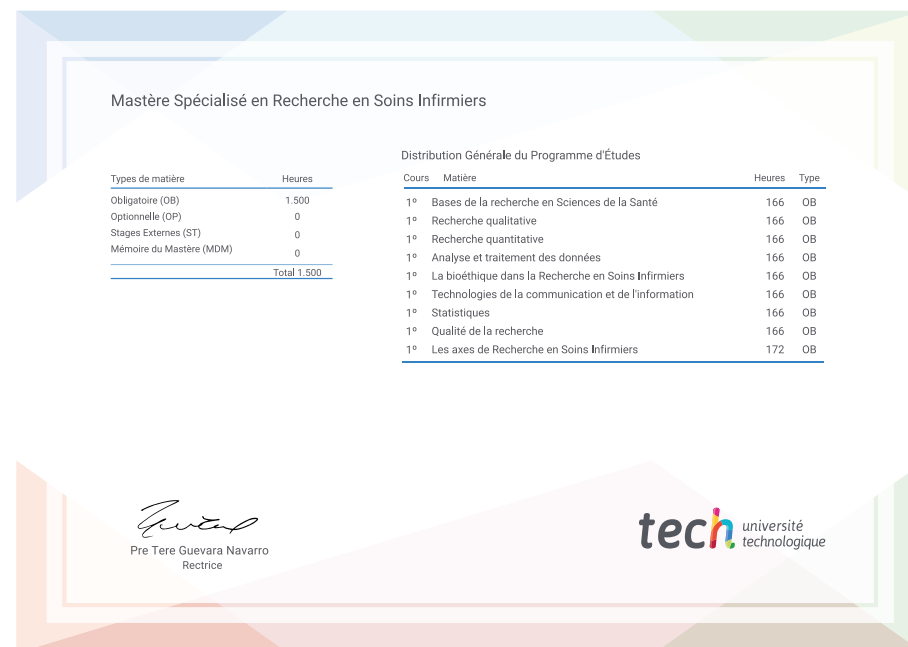 Mastère Spécialisé en Recherche en Soins Infirmiers
Types de matière Heures
Obligatoire (OB) 1.500
Optionnelle (OP) 0
Stages Externes (ST) 0
Mémoire du Mastère (MDM) 0
Total 1.500
Distribution Générale du Programme d'Études
Cours Matière Heures Type
1º Bases de la recherche en Sciences de la Santé 166 OB
1º Recherche qualitative 166 OB
1º Recherche quantitative 166 OB
1º Analyse et traitement des données 166 OB
1º La bioéthique dans la Recherche en Soins Infirmiers 166 OB
1º Technologies de la communication et de l'information 166 OB
1º Statistiques 166 OB
1º Qualité de la recherche 166 OB
1º Les axes de Recherche en Soins Infirmiers 172 OB
Pre Tere Guevara Navarro
Rectrice
tech université
technologique